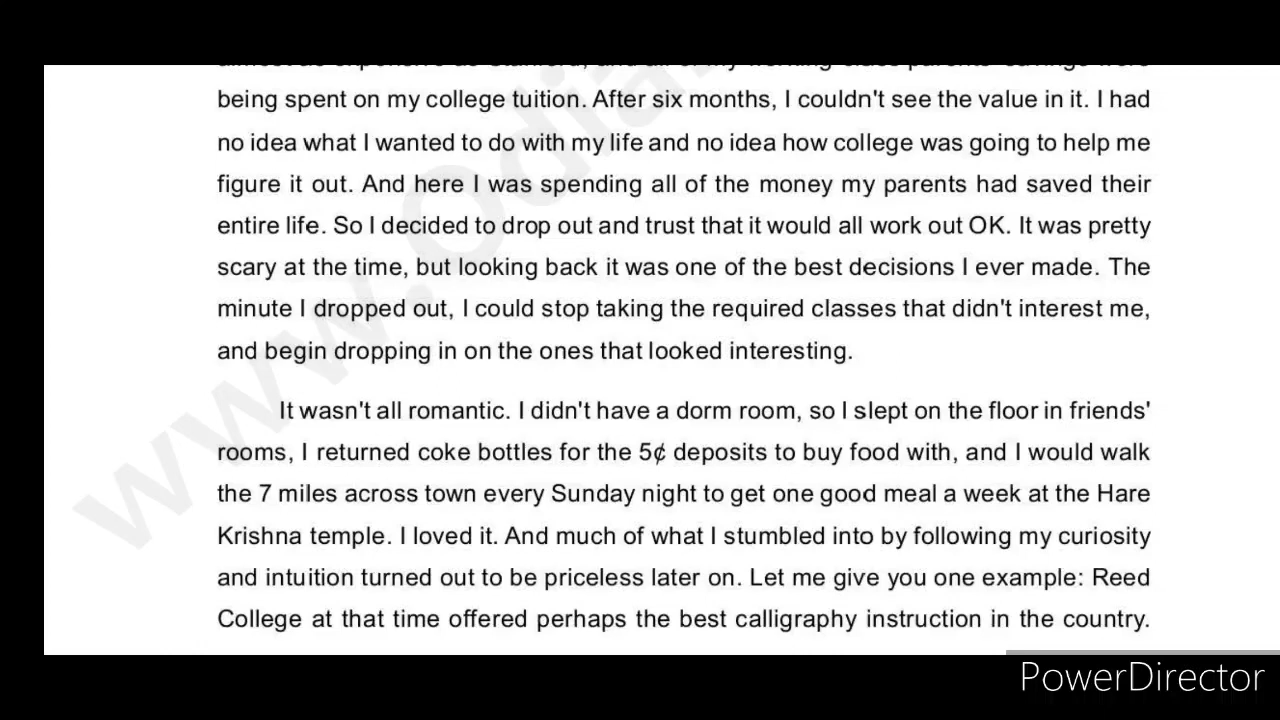 being spent on my college tuition. After six months, I couldn't see the value in it. I had
no idea what I wanted to do with my life and no idea how college was going to help me
figure it out. And here I was spending all of the money my parents had saved their
entire life. So I decided to drop out and trust that it would all work out OK. It was pretty
scary at the time, but looking back it was one of the best decisions I ever made. The
minute I dropped out, I could stop taking the required classes that didn't interest me,
and begin dropping in on the ones that looked interesting.
It wasn't all romantic. I didn't have a dorm room, so I slept on the floor in friends'
rooms, I returned coke bottles for the 5¢ deposits to buy food with, and I would walk
the 7 miles across town every Sunday night to get one good meal a week at the Hare
Krishna temple. I loved it. And much of what I stumbled into by following my curiosity
and intuition turned out to be priceless later on. Let me give you one example: Reed
College at that time offered perhaps the best calligraphy instruction in the country.
www.Odia
PowerDirector